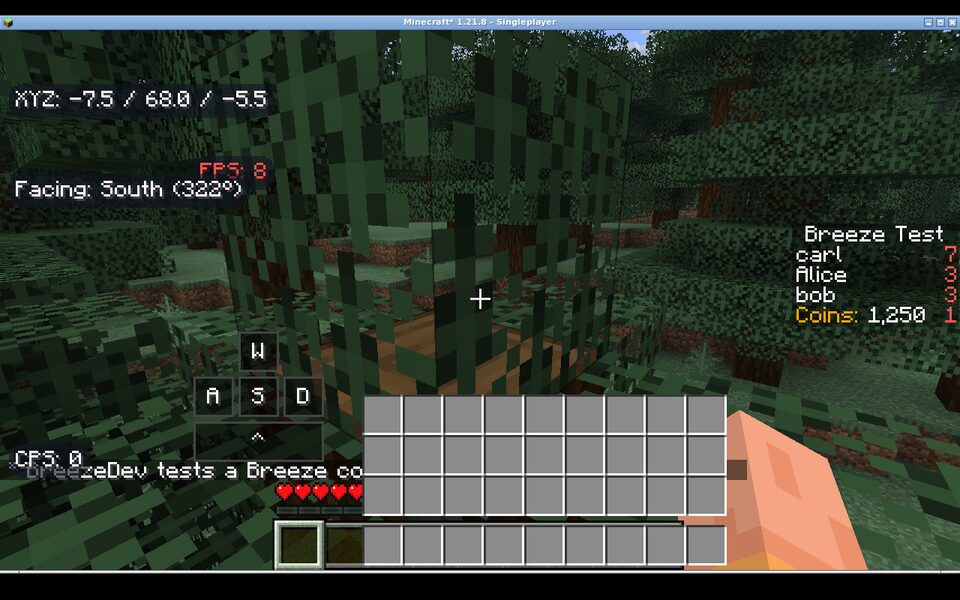 Minecraft* 1.21.8 - Singleplayer
XYZ: -7.5 / 68.0 / -5.5
FPS: 8
Facing: South (322°)
Breeze Test
carl 7
Alice 3
bob 3
Coins: 1,250 1
W
A S D
^
CPS: 0
BreezeDev tests a Breeze co